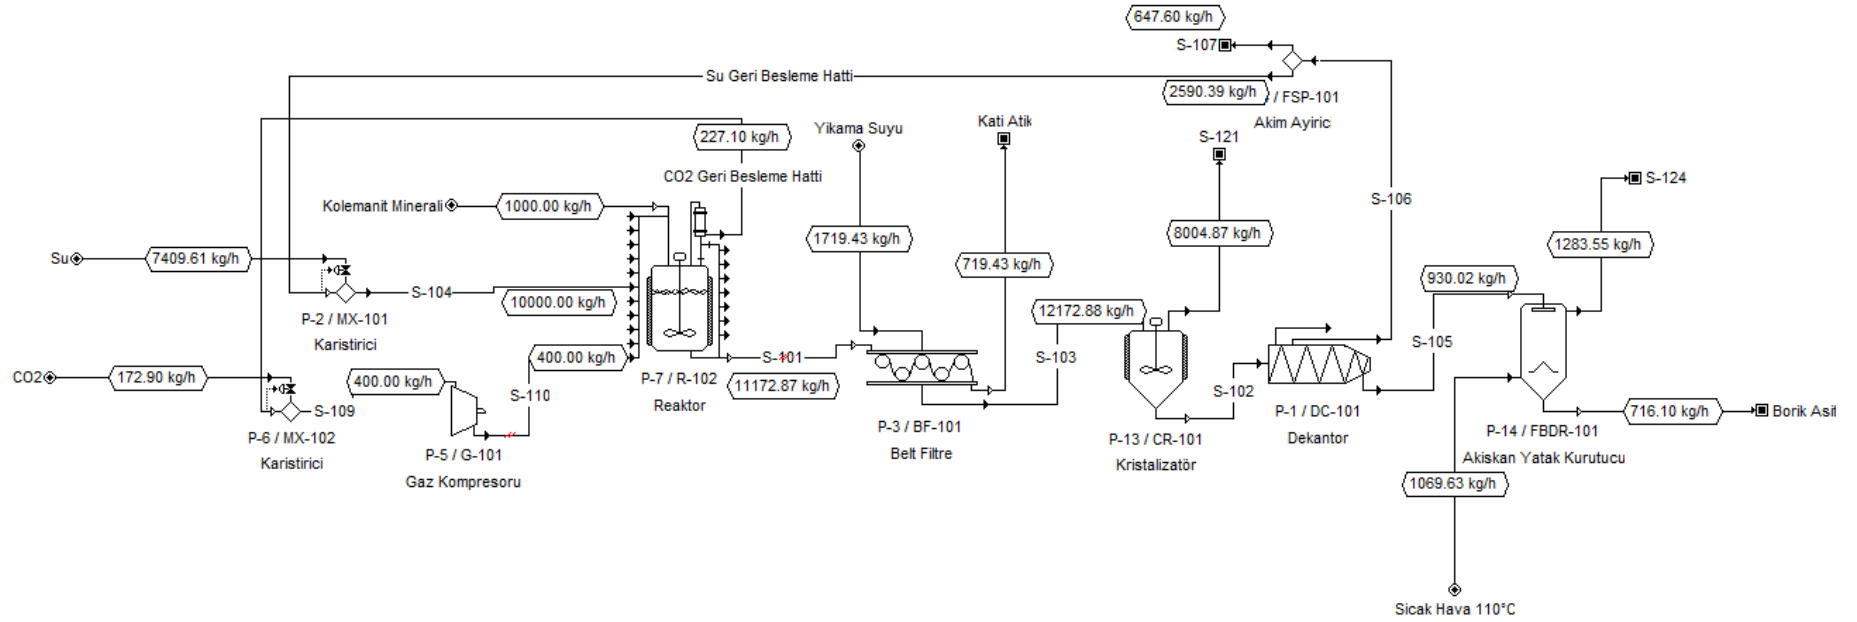 647.60 kg/h
S-107
Su Geri Besleme Hatti
2590.39 kg/h
/ FSP-101
Akim Ayirici
227.10 kg/h
Yikama Suyu
Kati Atik
S-121
CO2 Geri Besleme Hatti
S-124
Kolemanit Minerali
1000.00 kg/h
S-106
1719.43 kg/h
8004.87 kg/h
1283.55 kg/h
Su
7409.61 kg/h
719.43 kg/h
930.02 kg/h
S-104
10000.00 kg/h
12172.88 kg/h
P-2 / MX-101
Karistirici
S-105
400.00 kg/h
S-101
S-103
CO2
172.90 kg/h
400.00 kg/h
P-7 / R-102
Reaktor
11172.87 kg/h
S-110
S-102
S-109
P-1 / DC-101
Dekantor
716.10 kg/h
Borik Asit
P-6 / MX-102
Karistirici
P-3 / BF-101
Belt Filtre
P-13 / CR-101
Kristalizatör
P-14 / FBDR-101
Akiskan Yatak Kurutucu
P-5 / G-101
Gaz Kompresoru
1069.63 kg/h
Sicak Hava 110°C